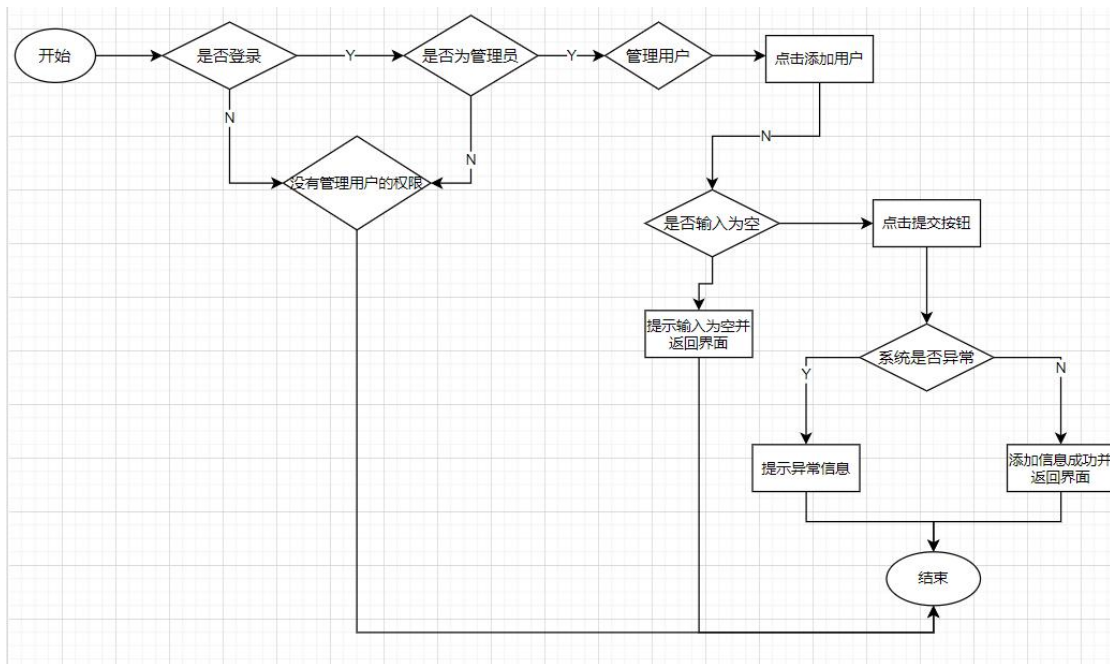 开始
是否登录
Y
是否为管理员
Y
管理用户
点击添加用户
N
N
N
没有管理用户的权限
是否输入为空
点击提交按钮
提示输入为空并
返回界面
系统是否异常
Y
N
提示异常信息
添加信息成功并
返回界面
结束